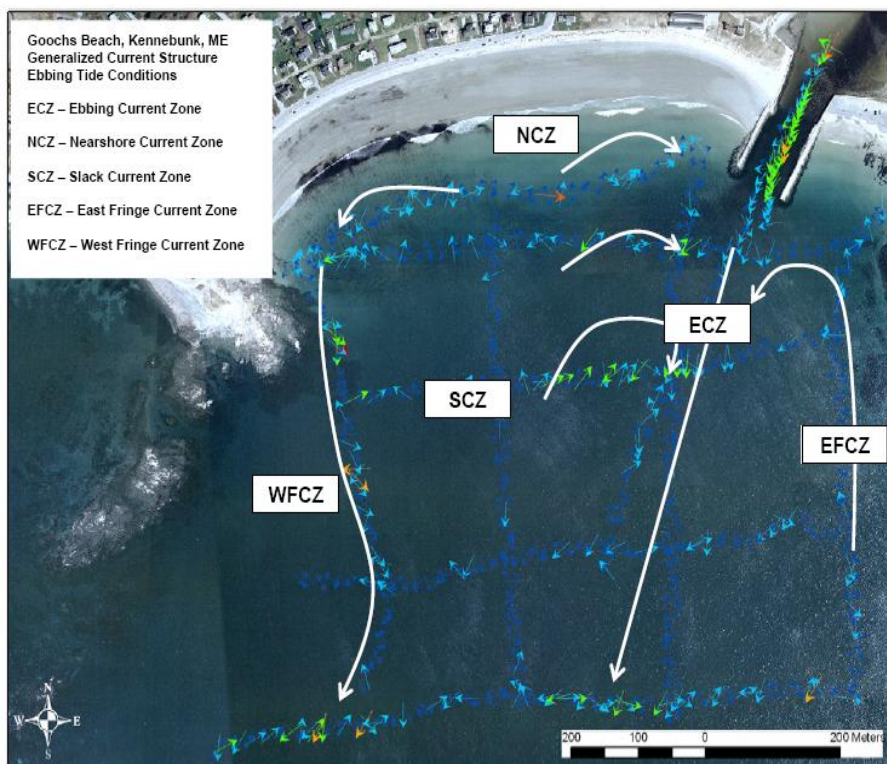 Goochs Beach, Kennebunk, ME
Generalized Current Structure
Ebbing Tide Conditions
ECZ – Ebbing Current Zone
NCZ – Nearshore Current Zone
SCZ – Slack Current Zone
EFCZ – East Fringe Current Zone
WFCZ – West Fringe Current Zone
NCZ
ECZ
SCZ
EFCZ
WFCZ
N
W E
S
200 100 0 200 Meters